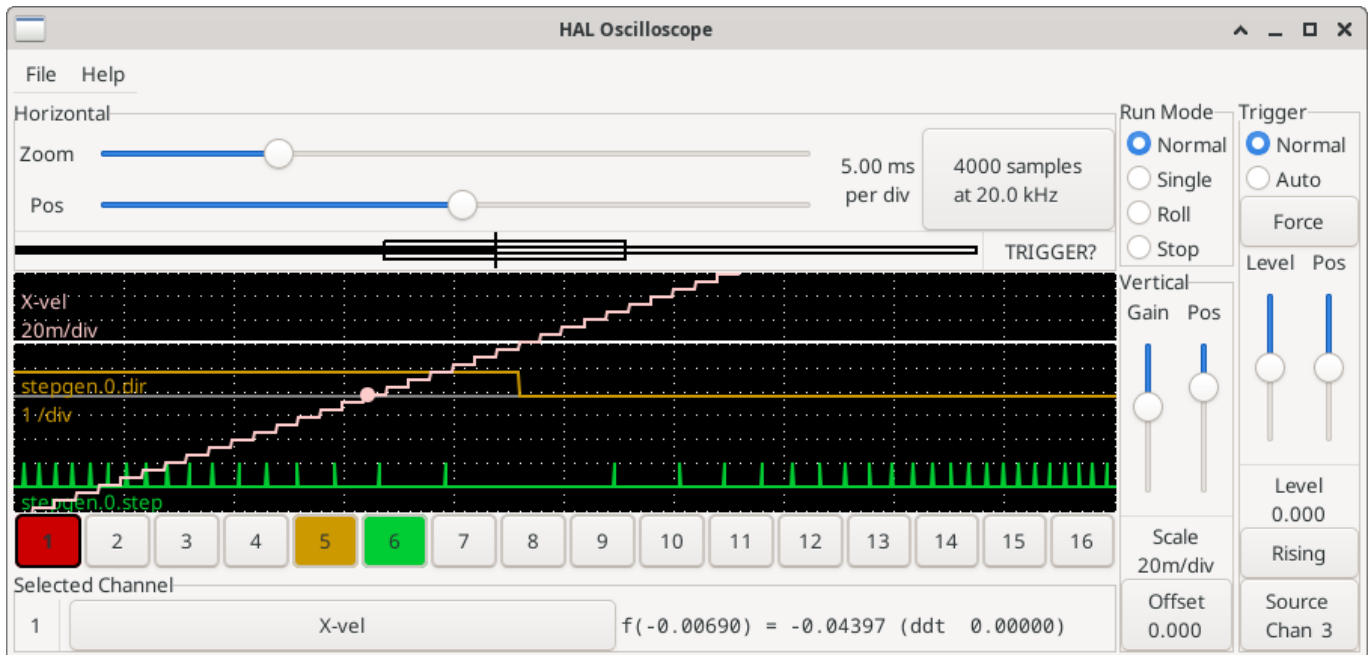 HAL Oscilloscope
File Help
Horizontal
Zoom
Pos
5.00 ms
per div
4000 samples
at 20.0 kHz
TRIGGER?
Run Mode
Normal
Single
Roll
Stop
Trigger
Normal
Auto
Force
Level Pos
Vertical
Gain Pos
X-vel
20m/div
stepgen.0.dir
1 /div
stepgen.0.step
1 2 3 4 5 6 7 8 9 10 11 12 13 14 15 16
Scale
20m/div
Offset
0.000
Level
0.000
Rising
Source
Chan 3
Selected Channel
1 X-vel f(-0.00690) = -0.04397 (ddt 0.00000)